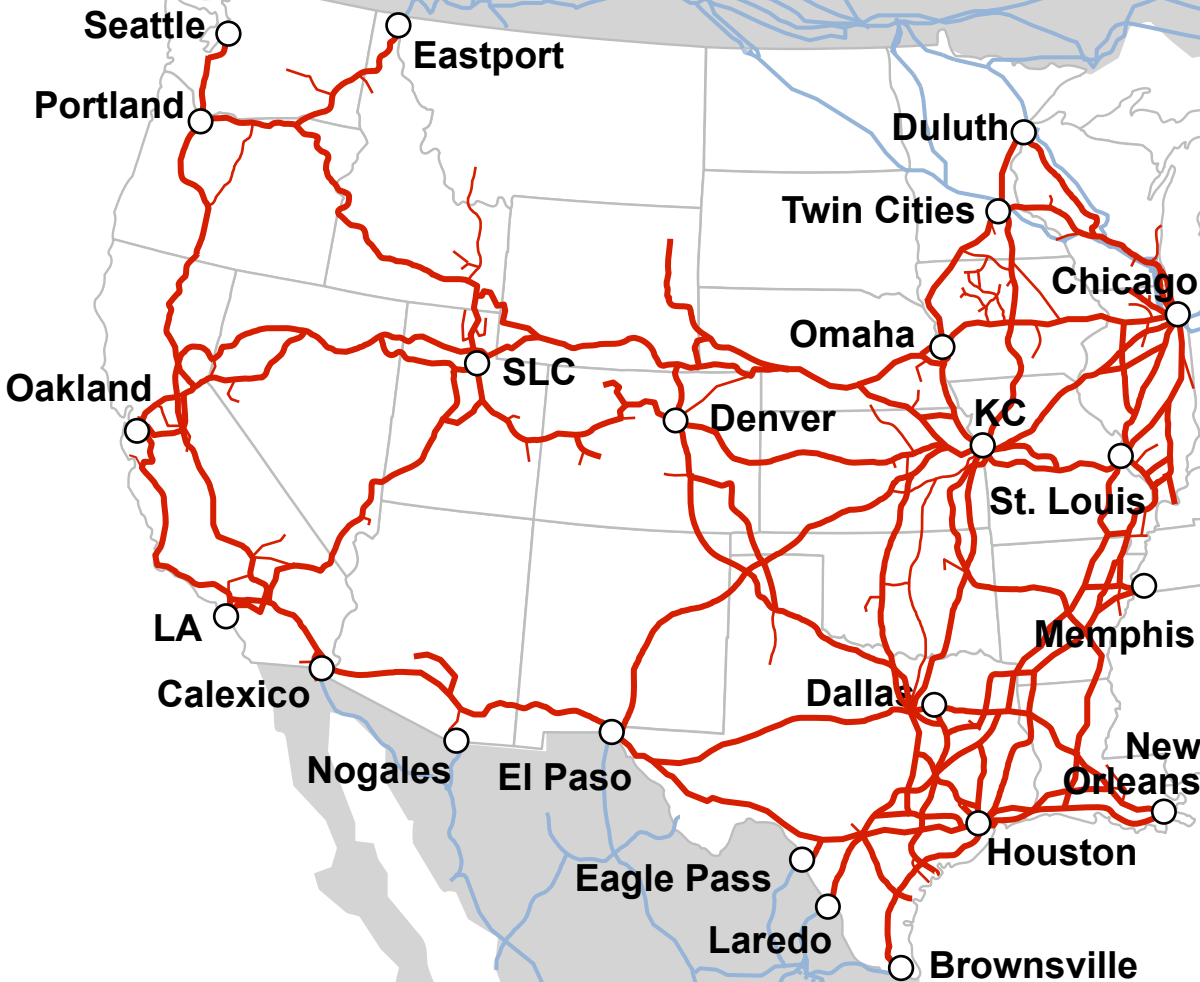 Seattle
Eastport
Portland
Duluth
Twin Cities
Chicago
Omaha
SLC
Oakland
Denver
KC
St. Louis
LA
Memphis
Calexico
Dallas
Nogales
El Paso
New
Orleans
Houston
Eagle Pass
Laredo
Brownsville